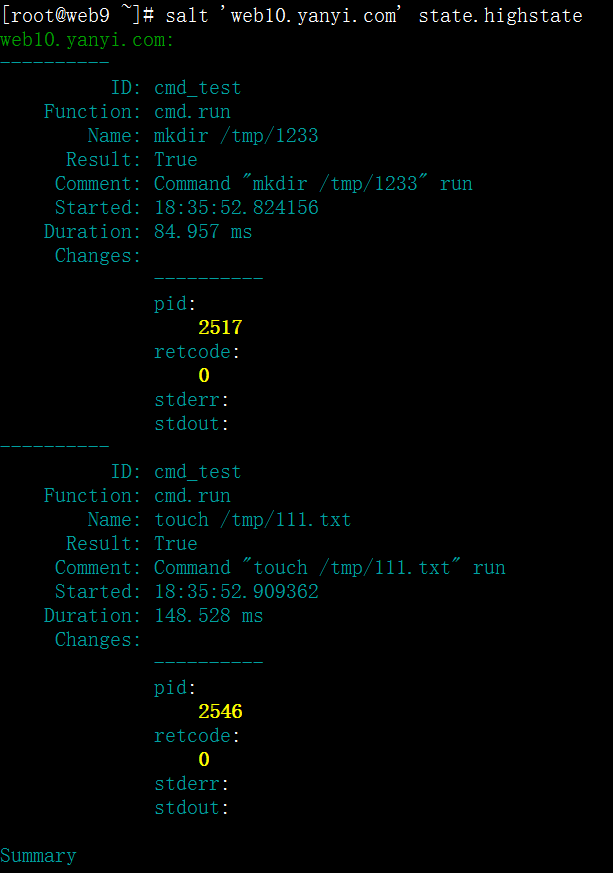 [root@web9 ~]# salt 'web10.yanyi.com' state.highstate
web10.yanyi.com:
----------
          ID: cmd_test
    Function: cmd.run
        Name: mkdir /tmp/1233
      Result: True
     Comment: Command "mkdir /tmp/1233" run
     Started: 18:35:52.824156
    Duration: 84.957 ms
     Changes:
              ----------
              pid:
                  2517
              retcode:
                  0
              stderr:
              stdout:
----------
          ID: cmd_test
    Function: cmd.run
        Name: touch /tmp/111.txt
      Result: True
     Comment: Command "touch /tmp/111.txt" run
     Started: 18:35:52.909362
    Duration: 148.528 ms
     Changes:
              ----------
              pid:
                  2546
              retcode:
                  0
              stderr:
              stdout:

Summary